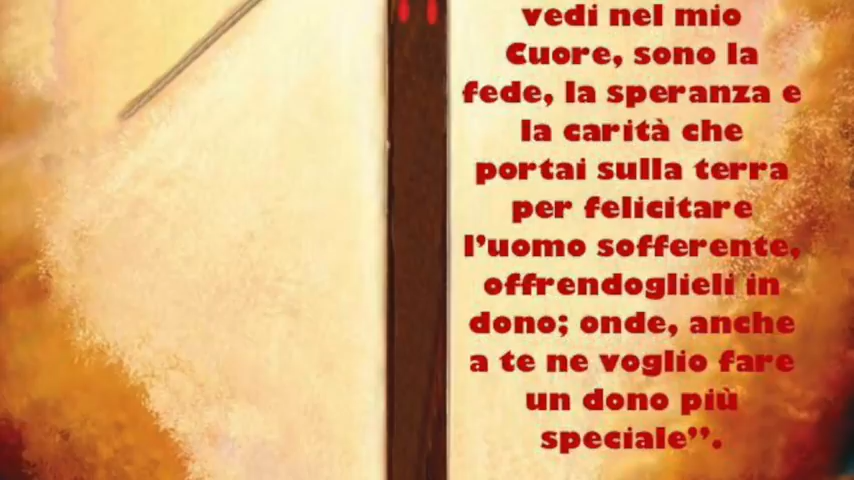 vedi nel mio
Cuore, sono la
fede, la speranza e
la carità che
portai sulla terra
per felicitare
l’uomo sofferente,
offrendoglieli in
dono; onde, anche
a te ne voglio fare
un dono più
speciale”.